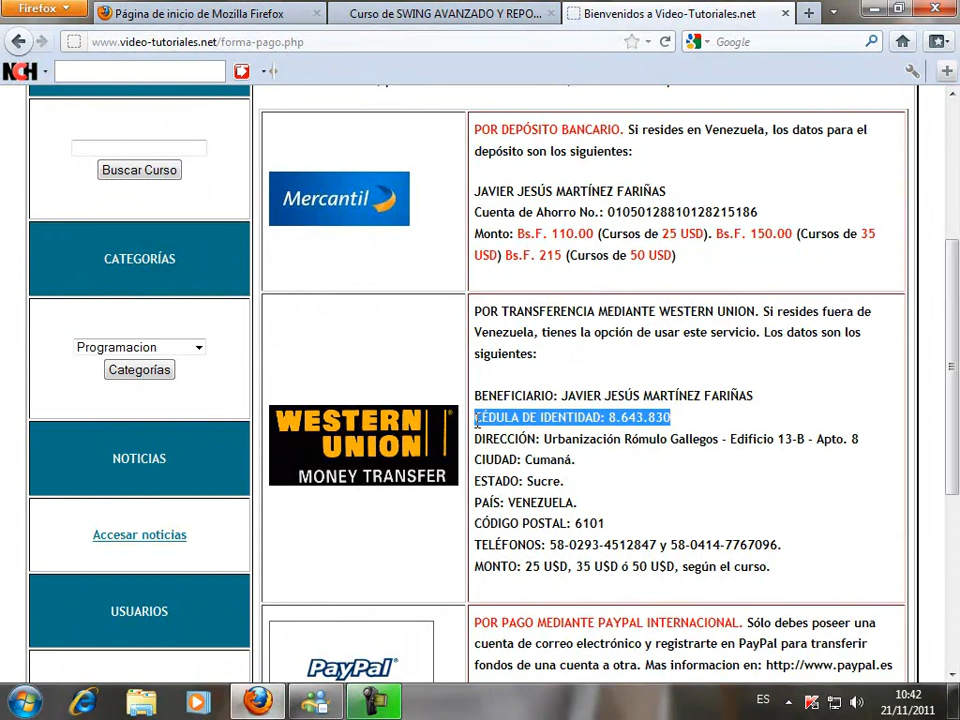 Firefox
Página de inicio de Mozilla Firefox
Curso de SWING AVANZADO Y REPO...
Bienvenidos a Video-Tutoriales.net
www.video-tutoriales.net/forma-pago.php
Google
NCH
Buscar Curso
CATEGORÍAS
Programacion
Categorías
NOTICIAS
Accesar noticias
USUARIOS
Mercantil
POR DEPÓSITO BANCARIO. Si resides en Venezuela, los datos para el
depósito son los siguientes:
JAVIER JESÚS MARTÍNEZ FARIÑAS
Cuenta de Ahorro No.: 01050128810128215186
Monto: Bs.F. 110.00 (Cursos de 25 USD). Bs.F. 150.00 (Cursos de 35
USD) Bs.F. 215 (Cursos de 50 USD)
WESTERN
UNION
MONEY TRANSFER
POR TRANSFERENCIA MEDIANTE WESTERN UNION. Si resides fuera de
Venezuela, tienes la opción de usar este servicio. Los datos son los
siguientes:
BENEFICIARIO: JAVIER JESÚS MARTÍNEZ FARIÑAS
CÉDULA DE IDENTIDAD: 8.643.830
DIRECCIÓN: Urbanización Rómulo Gallegos - Edificio 13-B - Apto. 8
CIUDAD: Cumaná.
ESTADO: Sucre.
PAÍS: VENEZUELA.
CÓDIGO POSTAL: 6101
TELÉFONOS: 58-0293-4512847 y 58-0414-7767096.
MONTO: 25 U$D, 35 U$D ó 50 U$D, según el curso.
PayPal
POR PAGO MEDIANTE PAYPAL INTERNACIONAL. Sólo debes poseer una
cuenta de correo electrónico y registrarte en PayPal para transferir
fondos de una cuenta a otra. Mas informacion en: http://www.paypal.es
ES
10:42
21/11/2011